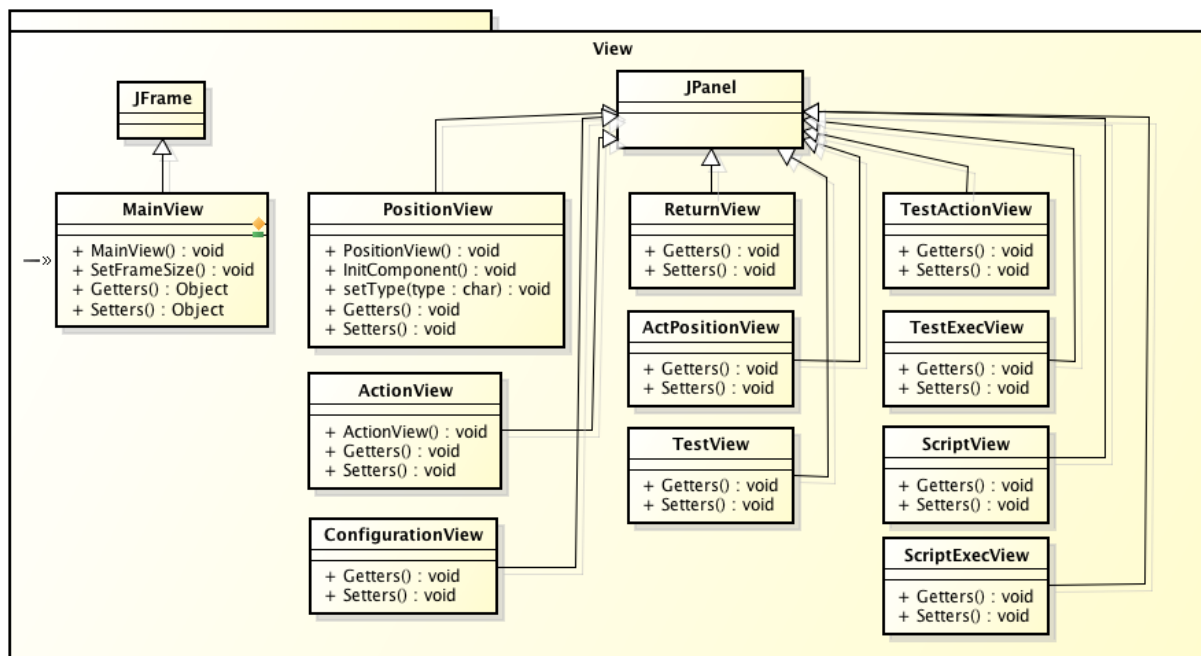 View
JFrame
JPanel
MainView
+ MainView() : void
+ SetFrameSize() : void
+ Getters() : Object
+ Setters() : Object
PositionView
+ PositionView() : void
+ InitComponent() : void
+ setType(type : char) : void
+ Getters() : void
+ Setters() : void
ActionView
+ ActionView() : void
+ Getters() : void
+ Setters() : void
ConfigurationView
+ Getters() : void
+ Setters() : void
ReturnView
+ Getters() : void
+ Setters() : void
ActPositionView
+ Getters() : void
+ Setters() : void
TestView
+ Getters() : void
+ Setters() : void
TestActionView
+ Getters() : void
+ Setters() : void
TestExecView
+ Getters() : void
+ Setters() : void
ScriptView
+ Getters() : void
+ Setters() : void
ScriptExecView
+ Getters() : void
+ Setters() : void